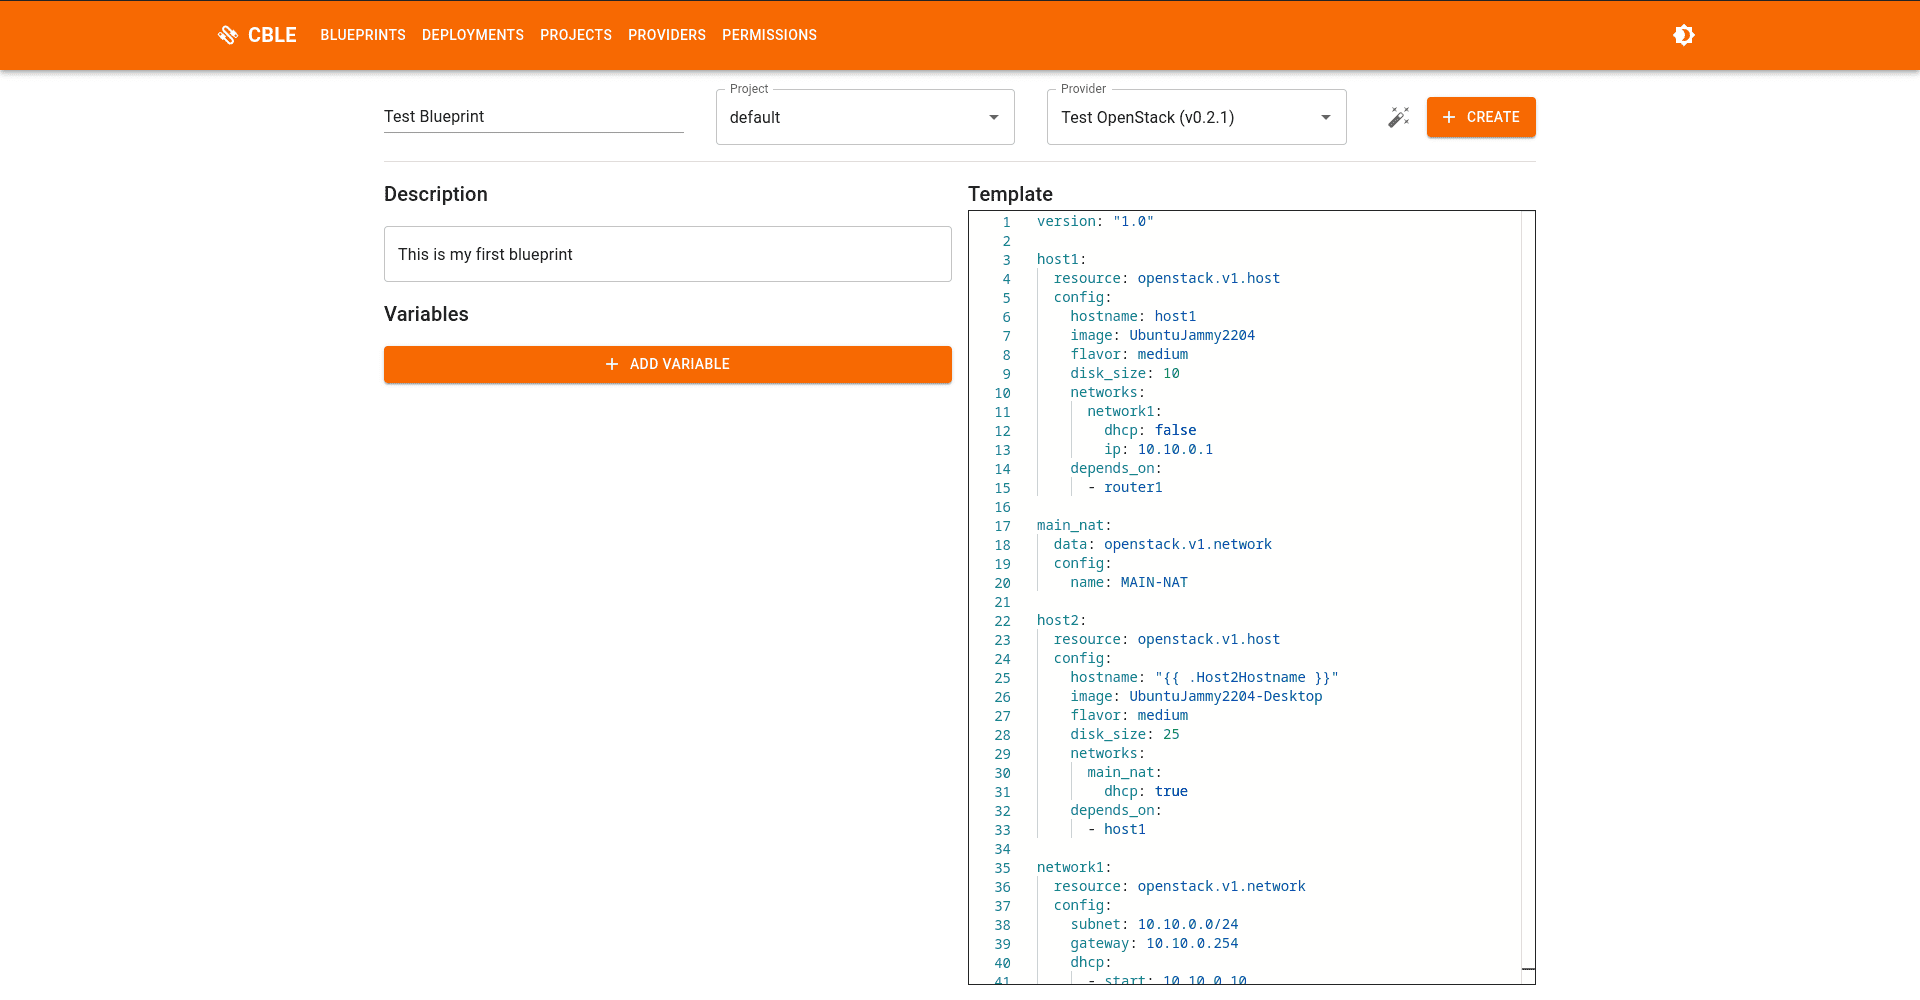 CBLE BLUEPRINTS DEPLOYMENTS PROJECTS PROVIDERS PERMISSIONS
Test Blueprint
Project
default
Provider
Test OpenStack (v0.2.1)
CREATE
Description
This is my first blueprint
Variables
ADD VARIABLE
Template
1 version: "1.0"
2
3 host1:
4 resource: openstack.v1.host
5 config:
6 hostname: host1
7 image: UbuntuJammy2204
8 flavor: medium
9 disk_size: 10
10 networks:
11 network1:
12 dhcp: false
13 ip: 10.10.0.1
14 depends_on:
15 - router1
16
17 main_nat:
18 data: openstack.v1.network
19 config:
20 name: MAIN-NAT
21
22 host2:
23 resource: openstack.v1.host
24 config:
25 hostname: "{{ .Host2Hostname }}"
26 image: UbuntuJammy2204-Desktop
27 flavor: medium
28 disk_size: 25
29 networks:
30 main_nat:
31 dhcp: true
32 depends_on:
33 - host1
34
35 network1:
36 resource: openstack.v1.network
37 config:
38 subnet: 10.10.0.0/24
39 gateway: 10.10.0.254
40 dhcp:
41 - start: 10.10.0.10